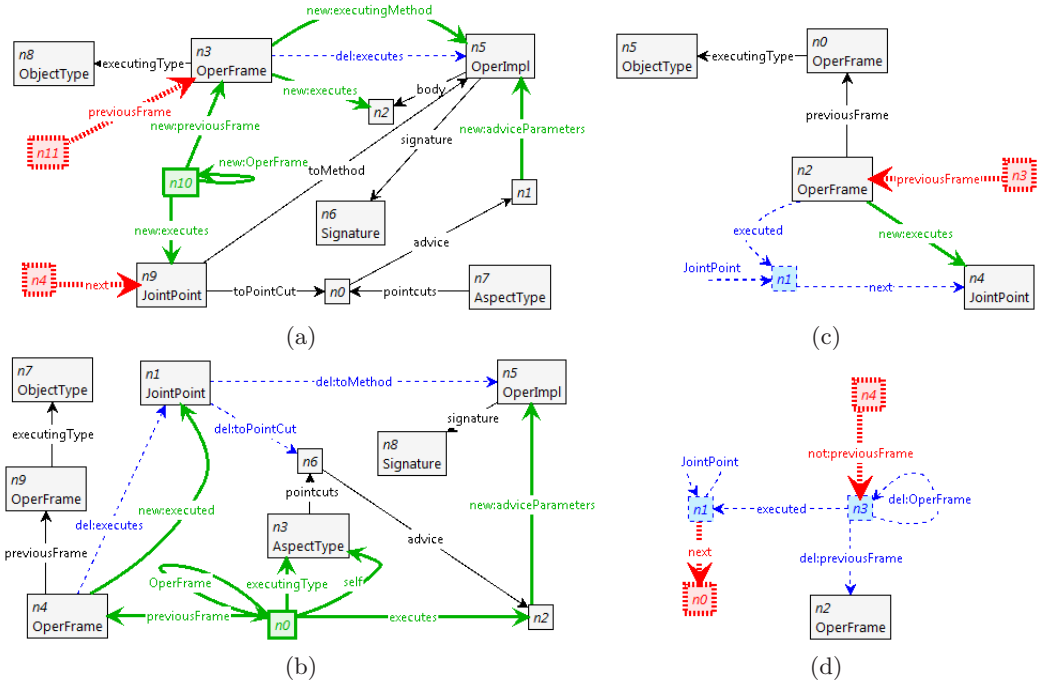 new:executingMethod
n8
ObjectType
executingType
n3
OperFrame
del:executes
n5
OperImpl
new:executes
body
n2
previousFrame
new:previousFrame
signature
new:adviceParameters
n11
new:OperFrame
n10
toMethod
n1
n6
Signature
new:executes
advice
n4
next
n9
JointPoint
toPointCut
n0
pointcuts
n7
AspectType
(a)
n5
ObjectType
executingType
n0
OperFrame
previousFrame
n2
OperFrame
previousFrame
n3
executed
new:executes
JointPoint
n1
next
n4
JointPoint
(c)
n7
ObjectType
n1
JointPoint
del:toMethod
n5
OperImpl
executingType
del:toPointCut
signature
n8
Signature
n6
n9
OperFrame
pointcuts
new:executed
new:adviceParameters
del:executes
n3
AspectType
advice
previousFrame
OperFrame
executingType
self
n4
OperFrame
previousFrame
n0
executes
n2
(b)
n4
not:previousFrame
JointPoint
del:OperFrame
n1
executed
n3
next
del:previousFrame
n0
n2
OperFrame
(d)